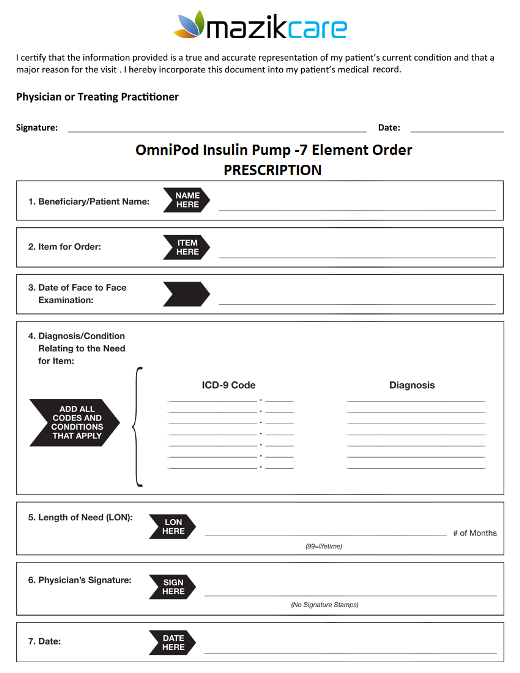 mazikcare
I certify that the information provided is a true and accurate representation of my patient's current condition and that a
major reason for the visit . I hereby incorporate this document into my patient's medical record.
Physician or Treating Practitioner
Signature: Date:
OmniPod Insulin Pump -7 Element Order
PRESCRIPTION
1. Beneficiary/Patient Name:
NAME
HERE
2. Item for Order:
ITEM
HERE
3. Date of Face to Face
Examination:
4. Diagnosis/Condition
Relating to the Need
for Item:
ICD-9 Code Diagnosis
ADD ALL
CODES AND
CONDITIONS
THAT APPLY
5. Length of Need (LON):
LON
HERE
# of Months
(99=lifetime)
6. Physician's Signature:
SIGN
HERE
(No Signature Stamps)
7. Date:
DATE
HERE